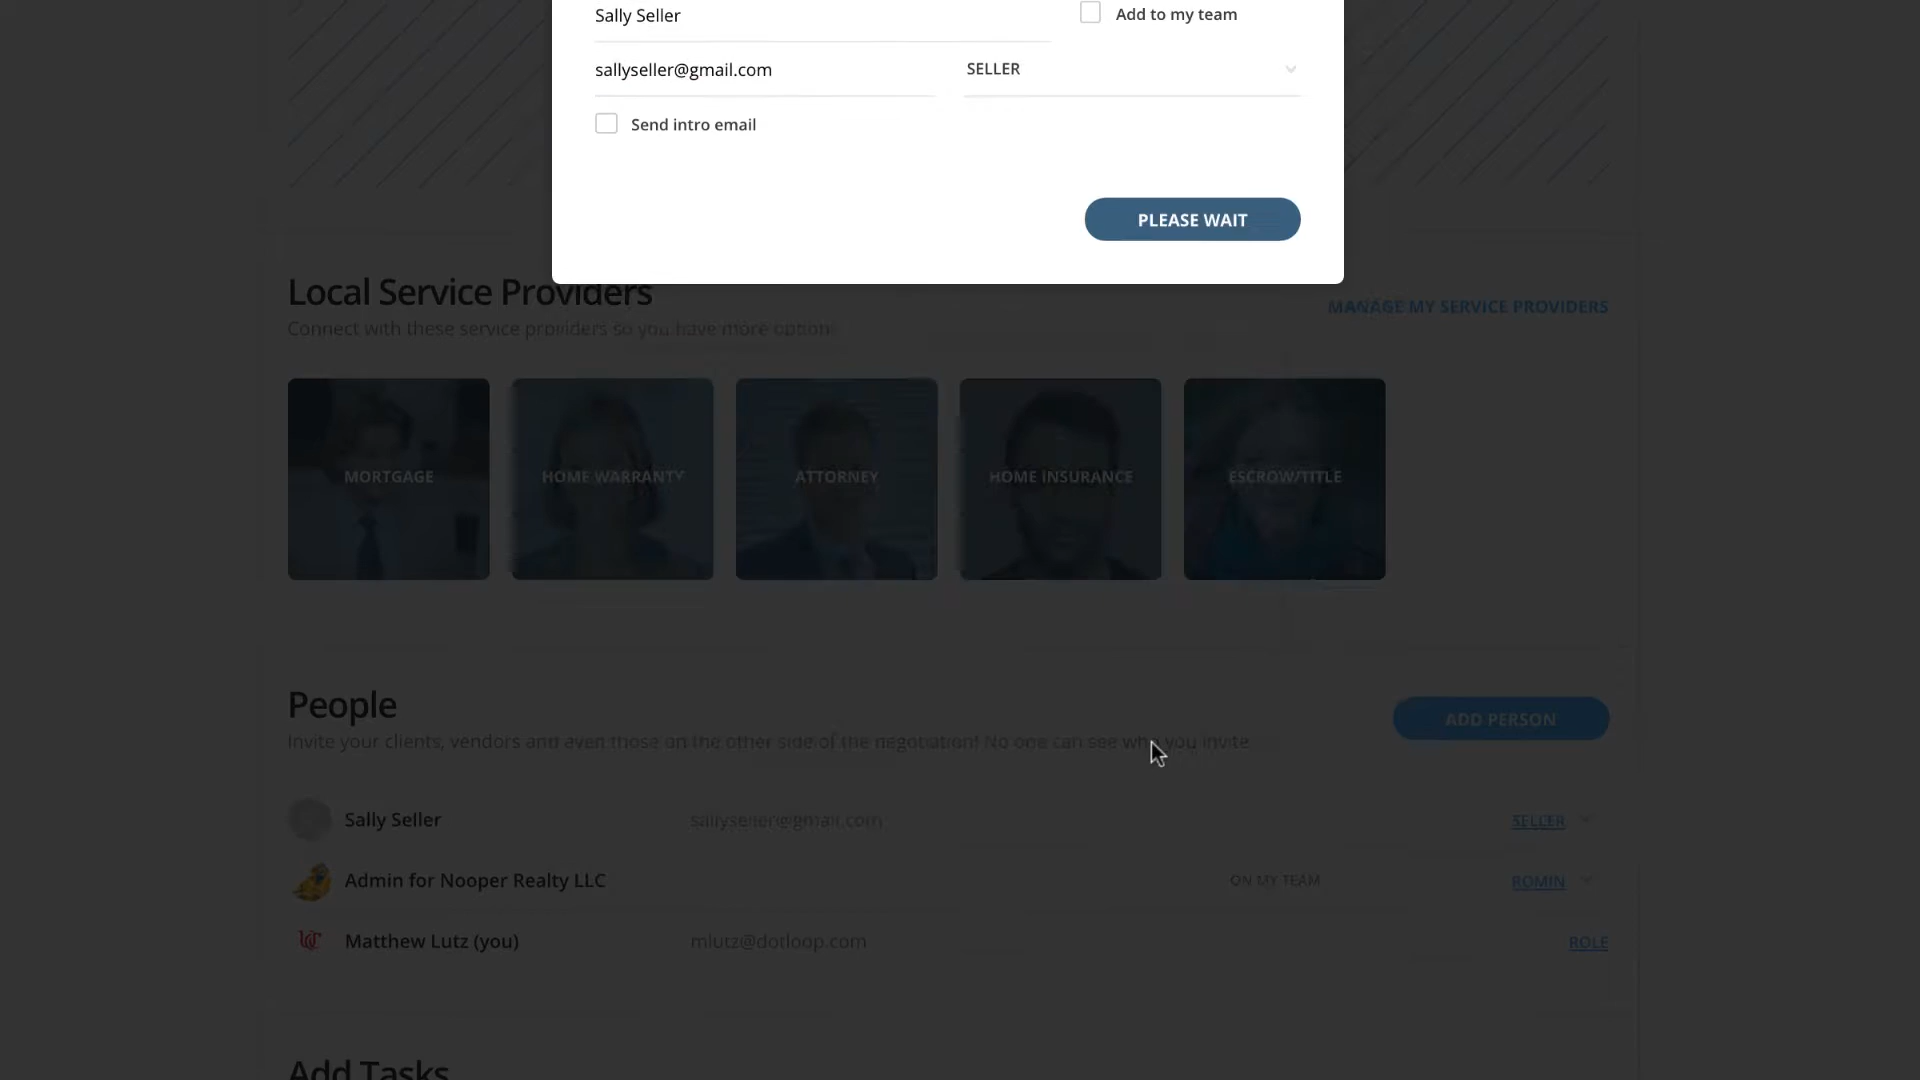 Sally Seller
Add to my team
sallyseller@gmail.com
SELLER
Send intro email
PLEASE WAIT
Local Service Providers
Connect with these service providers so you have more options
MANAGE MY SERVICE PROVIDERS
MORTGAGE
HOME WARRANTY
ATTORNEY
HOME INSURANCE
ESCROW/TITLE
People
ADD PERSON
Invite your clients, vendors and even those on the other side of the negotiation! No one can see who you invite
Sally Seller
sallyseller@gmail.com
SELLER
Admin for Nooper Realty LLC
ON MY TEAM
Matthew Lutz (you)
mlutz@dotloop.com
ROLE
Add Tasks